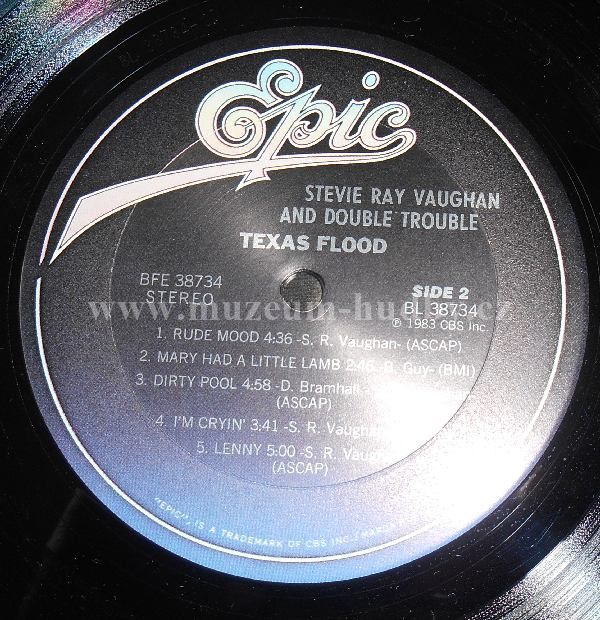 Epic
STEVIE RAY VAUGHAN
AND DOUBLE TROUBLE
TEXAS FLOOD
BFE 38734
STEREO
SIDE 2
BL 38734
℗ 1983 CBS Inc.
www.muzeum-hudby.cz
1. RUDE MOOD 4:36 -S. R. Vaughan- (ASCAP)
2. MARY HAD A LITTLE LAMB 2:46 -B. Guy- (BMI)
3. DIRTY POOL 4:58 -D. Bramhall-
(ASCAP)
4. I'M CRYIN' 3:41 -S. R. Vaughan-
5. LENNY 5:00 -S. R.
(ASCAP)
"EPIC", IS A TRADEMARK OF CBS INC.